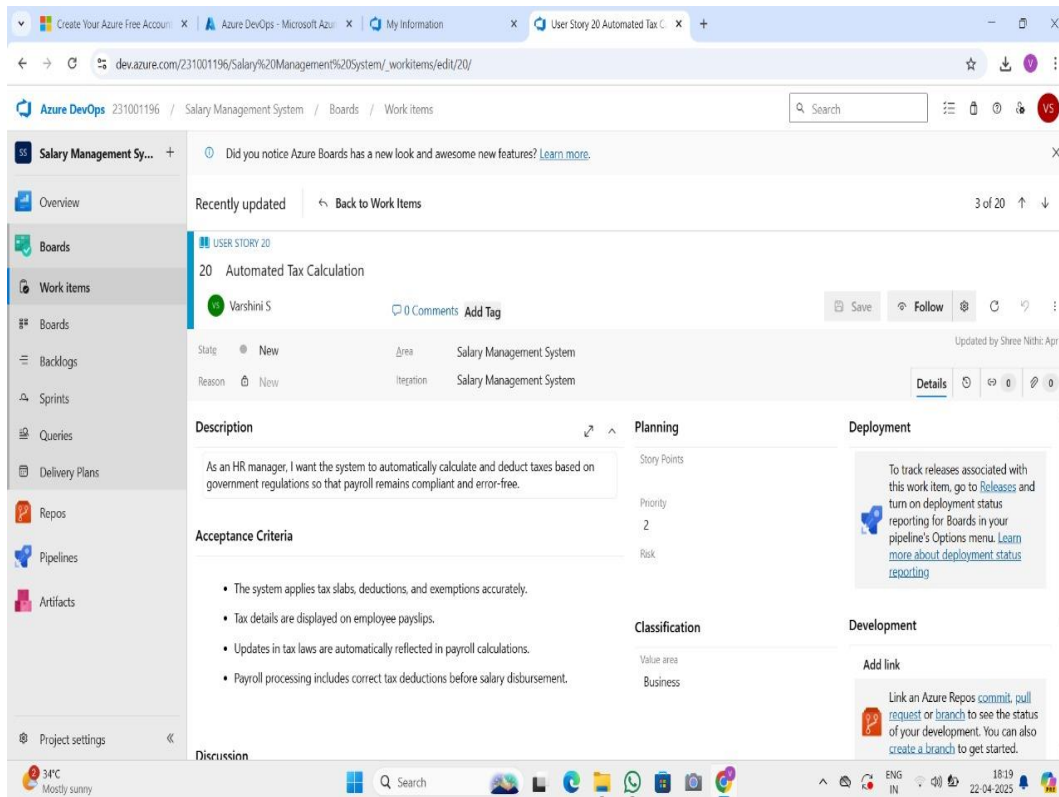 Create Your Azure Free Accoun
Azure DevOps - Microsoft Azur
My Information
User Story 20 Automated Tax C
dev.azure.com/231001196/Salary%20Management%20System/_workitems/edit/20/
V
Azure DevOps 231001196 / Salary Management System / Boards / Work items
Search
VS
SS Salary Management Sy... +
Did you notice Azure Boards has a new look and awesome new features? Learn more.
Overview
Boards
Work items
Boards
Backlogs
Sprints
Queries
Delivery Plans
Repos
Pipelines
Artifacts
Project settings
Recently updated
Back to Work Items
3 of 20
USER STORY 20
20 Automated Tax Calculation
VS Varshini S
0 Comments Add Tag
Save
Follow
State New
Area Salary Management System
Updated by Shree Nithi: Apr
Reason New
Iteration Salary Management System
Details
0
0
Description
As an HR manager, I want the system to automatically calculate and deduct taxes based on
government regulations so that payroll remains compliant and error-free.
Acceptance Criteria
• The system applies tax slabs, deductions, and exemptions accurately.
• Tax details are displayed on employee payslips.
• Updates in tax laws are automatically reflected in payroll calculations.
• Payroll processing includes correct tax deductions before salary disbursement.
Discussion
Planning
Story Points
Priority
2
Risk
Classification
Value area
Business
Deployment
To track releases associated with
this work item, go to Releases and
turn on deployment status
reporting for Boards in your
pipeline's Options menu. Learn
more about deployment status
reporting
Development
Add link
Link an Azure Repos commit, pull
request or branch to see the status
of your development. You can also
create a branch to get started.
2
34°C
Mostly sunny
Search
ENG
IN
18:19
22-04-2025